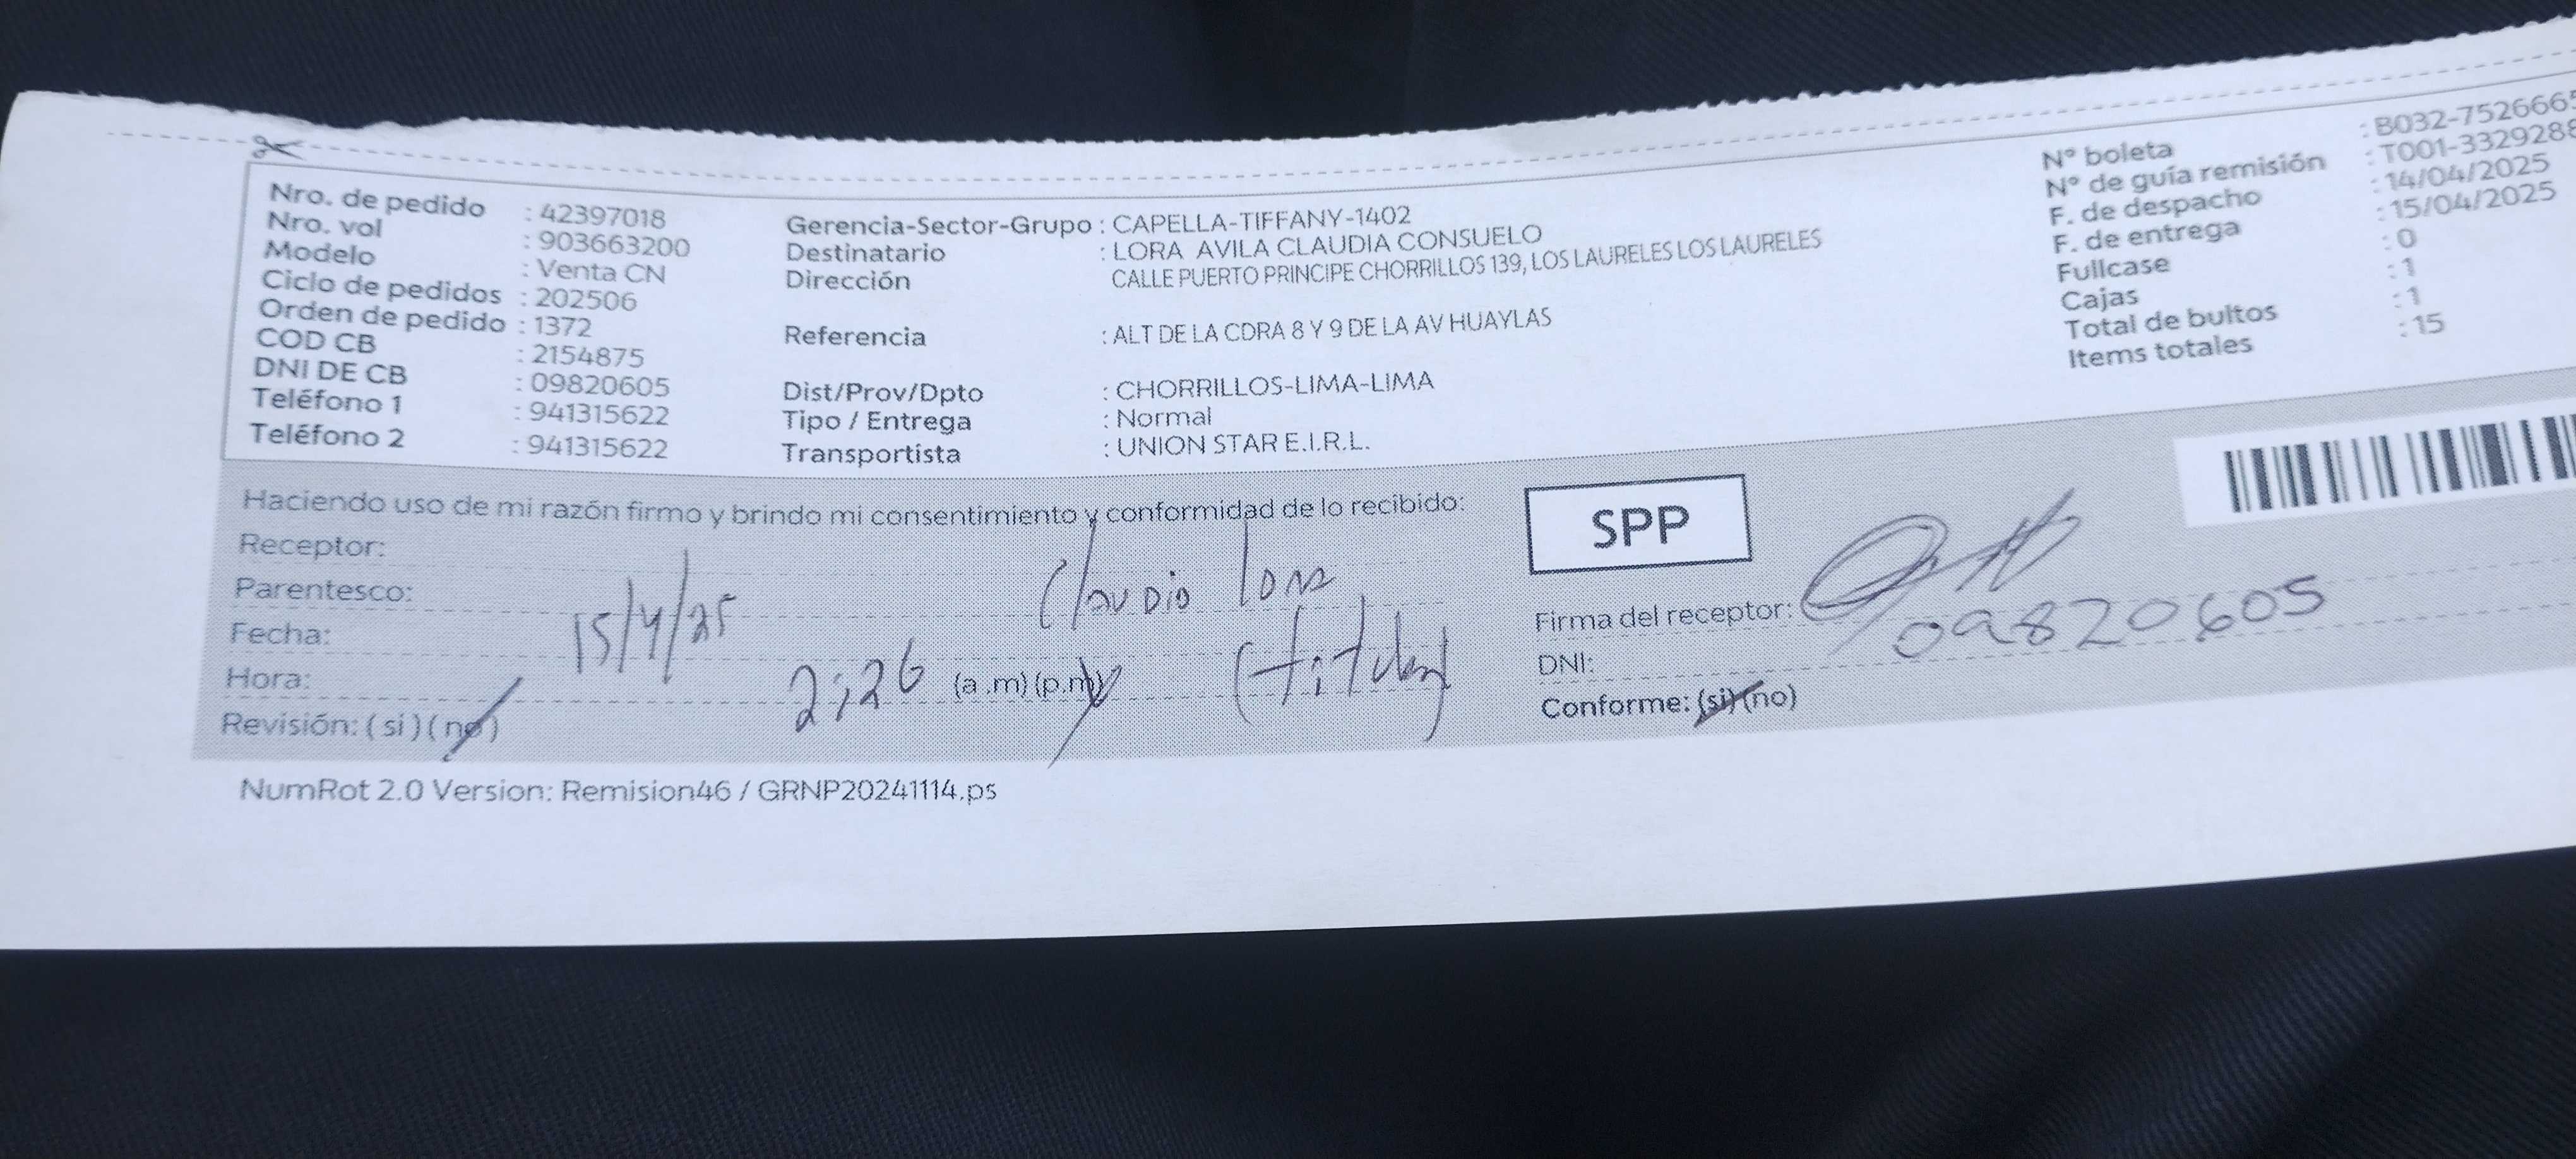 Nro. de pedido : 42397018
Nro. vol : 903663200
Modelo : Venta CN
Ciclo de pedidos : 202506
Orden de pedido : 1372
COD CB : 2154875
DNI DE CB : 09820605
Teléfono 1 : 941315622
Teléfono 2 : 941315622
Gerencia-Sector-Grupo : CAPELLA-TIFFANY-1402
Destinatario : LORA AVILA CLAUDIA CONSUELO
Dirección CALLE PUERTO PRINCIPE CHORRILLOS 139, LOS LAURELES LOS LAURELES
Referencia : ALT DE LA CDRA 8 Y 9 DE LA AV HUAYLAS
Dist/Prov/Dpto : CHORRILLOS-LIMA-LIMA
Tipo / Entrega : Normal
Transportista : UNION STAR E.I.R.L.
N° boleta : B032-7526665
N° de guía remisión : T001-3329289
F. de despacho : 14/04/2025
F. de entrega : 15/04/2025
Fullcase : 0
Cajas : 1
Total de bultos : 1
Items totales : 15
Haciendo uso de mi razón firmo y brindo mi consentimiento y conformidad de lo recibido:
Receptor: Claudia Lora
Parentesco: (titular)
Fecha: 15/4/25
Hora: 2:26 (a.m) (p.m)
Revisión: (si) (no)
SPP
Firma del receptor:
DNI: 09820605
Conforme: (si) (no)
NumRot 2.0 Version: Remision46 / GRNP20241114.ps